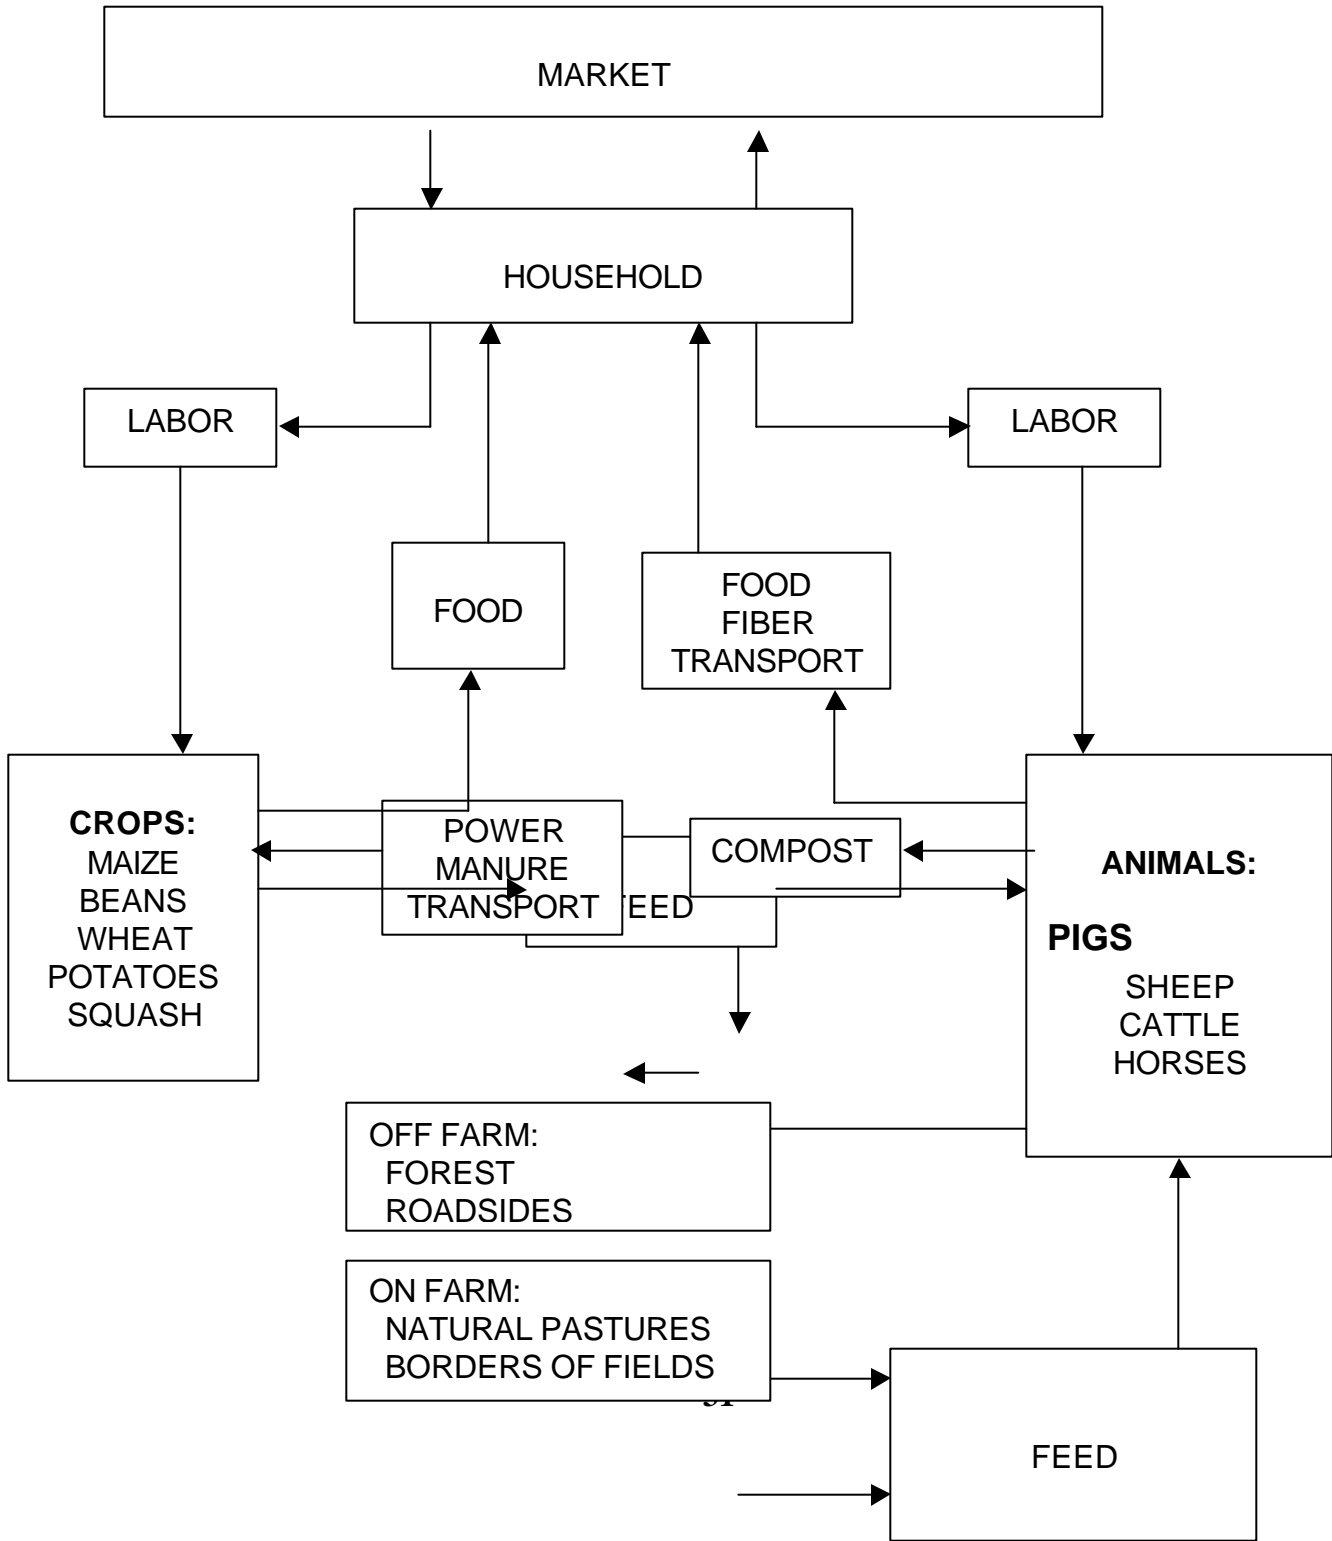 MARKET
HOUSEHOLD
LABOR
LABOR
FOOD
FOOD
FIBER
TRANSPORT
CROPS:
MAIZE
BEANS
WHEAT
POTATOES
SQUASH
POWER
MANURE
TRANSPORT
FEED
COMPOST
ANIMALS:
PIGS
SHEEP
CATTLE
HORSES
OFF FARM:
FOREST
ROADSIDES
ON FARM:
NATURAL PASTURES
BORDERS OF FIELDS
FEED